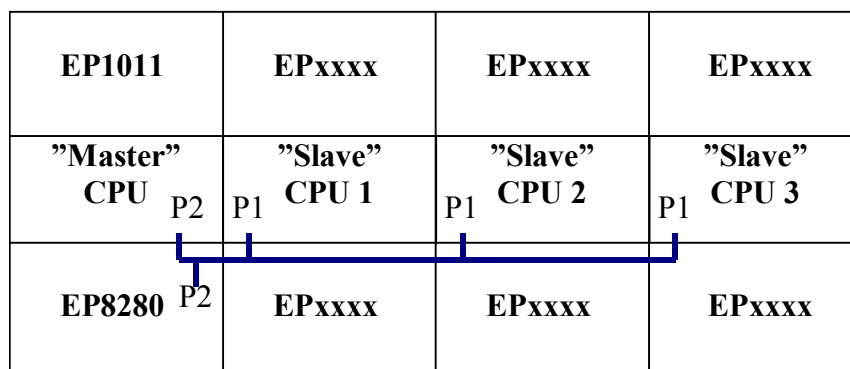 EP1011 EPxxxx EPxxxx EPxxxx
”Master” ”Slave” ”Slave” ”Slave”
CPU P2 P1 CPU 1 P1 CPU 2 P1 CPU 3
EP8280 P2 EPxxxx EPxxxx EPxxxx